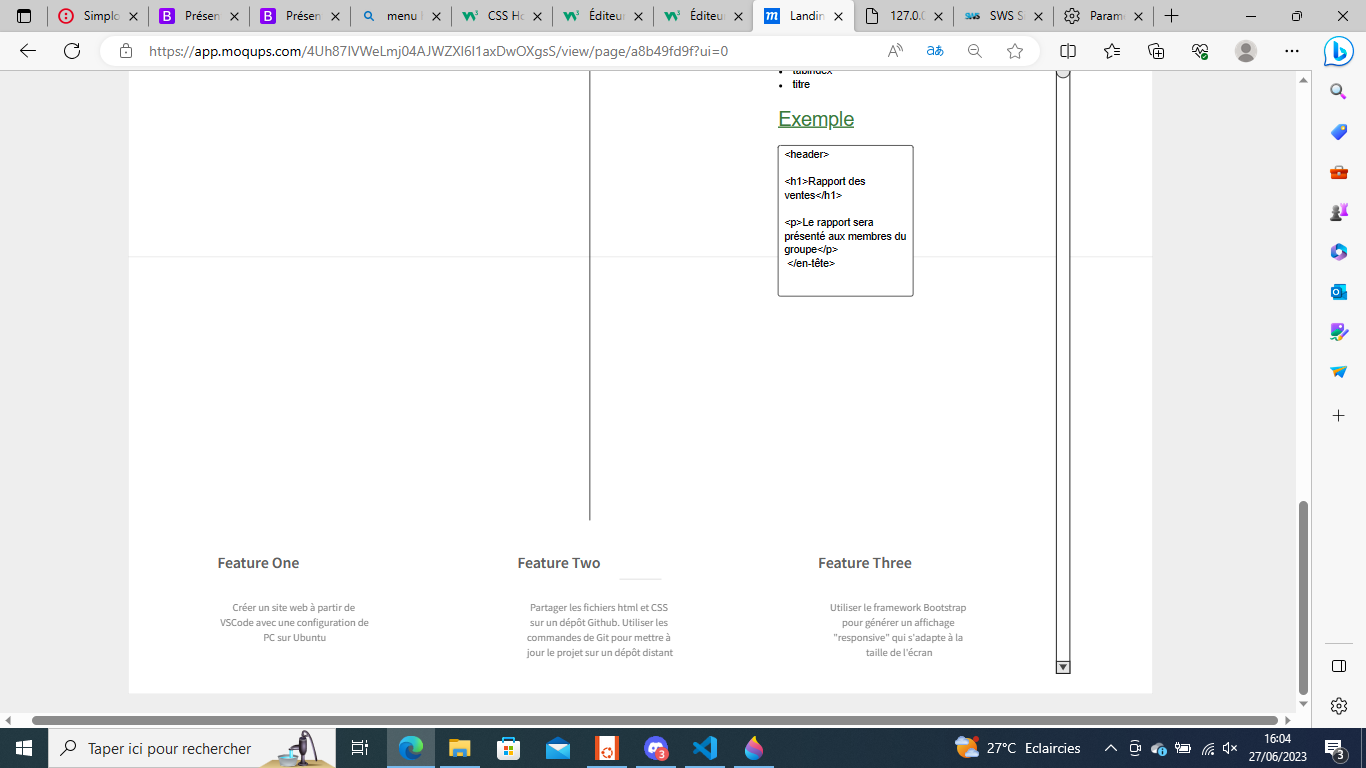 Simplo
Présen
Présen
menu
CSS Ho
Éditeur
Éditeur
Landin
127.0.0
SWS S
Paramè
https://app.moqups.com/4Uh87IVWeLmj04AJWZXl6I1axDwOXgsS/view/page/a8b49fd9f?ui=0
tabindex
titre
Exemple
<header>
<h1>Rapport des
ventes</h1>
<p>Le rapport sera
présenté aux membres du
groupe</p>
</en-tête>
Feature One
Feature Two
Feature Three
Créer un site web à partir de
VSCode avec une configuration de
PC sur Ubuntu
Partager les fichiers html et CSS
sur un dépôt Github. Utiliser les
commandes de Git pour mettre à
jour le projet sur un dépôt distant
Utiliser le framework Bootstrap
pour générer un affichage
"responsive" qui s'adapte à la
taille de l'écran
Taper ici pour rechercher
27°C Eclaircies
16:04
27/06/2023
3